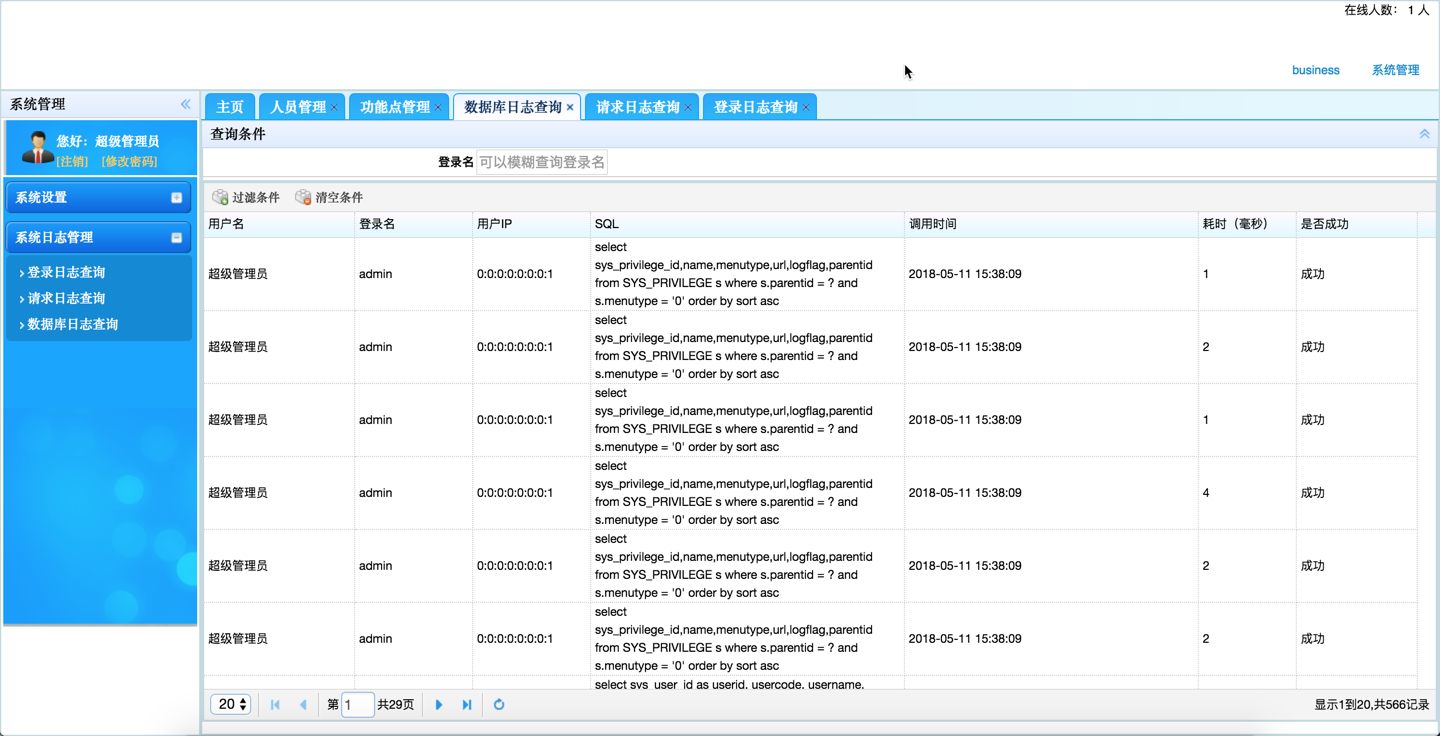 在线人数： 1 人
business 系统管理
系统管理
您好：超级管理员
[注销] [修改密码]
系统设置
系统日志管理
登录日志查询
请求日志查询
数据库日志查询
主页 人员管理 功能点管理 数据库日志查询 请求日志查询 登录日志查询
查询条件
登录名 可以模糊查询登录名
过滤条件 清空条件
用户名 登录名 用户IP SQL 调用时间 耗时（毫秒） 是否成功
select
sys_privilege_id,name,menutype,url,logflag,parentid
超级管理员 admin 0:0:0:0:0:0:0:1 2018-05-11 15:38:09 1 成功
from SYS_PRIVILEGE s where s.parentid = ? and
s.menutype = '0' order by sort asc
select
sys_privilege_id,name,menutype,url,logflag,parentid
超级管理员 admin 0:0:0:0:0:0:0:1 2018-05-11 15:38:09 2 成功
from SYS_PRIVILEGE s where s.parentid = ? and
s.menutype = '0' order by sort asc
select
sys_privilege_id,name,menutype,url,logflag,parentid
超级管理员 admin 0:0:0:0:0:0:0:1 2018-05-11 15:38:09 1 成功
from SYS_PRIVILEGE s where s.parentid = ? and
s.menutype = '0' order by sort asc
select
sys_privilege_id,name,menutype,url,logflag,parentid
超级管理员 admin 0:0:0:0:0:0:0:1 2018-05-11 15:38:09 4 成功
from SYS_PRIVILEGE s where s.parentid = ? and
s.menutype = '0' order by sort asc
select
sys_privilege_id,name,menutype,url,logflag,parentid
超级管理员 admin 0:0:0:0:0:0:0:1 2018-05-11 15:38:09 2 成功
from SYS_PRIVILEGE s where s.parentid = ? and
s.menutype = '0' order by sort asc
select
sys_privilege_id,name,menutype,url,logflag,parentid
超级管理员 admin 0:0:0:0:0:0:0:1 2018-05-11 15:38:09 2 成功
from SYS_PRIVILEGE s where s.parentid = ? and
s.menutype = '0' order by sort asc
select sys_user_id as userid, usercode, username,
20 第 1 共29页 显示1到20,共566记录